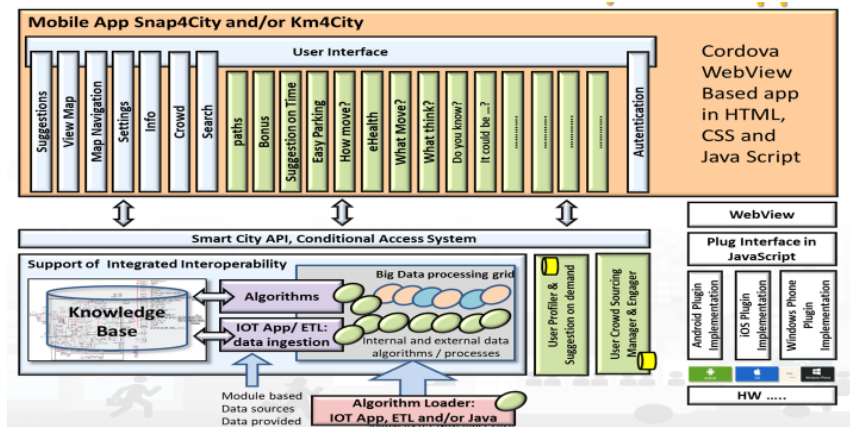 Mobile App Snap4City and/or Km4City
User Interface
Suggestions
View Map
Map Navigation
Settings
Info
Crowd
Search
paths
Bonus
Suggestion on Time
Easy Parking
How move?
eHealth
What Move?
What think?
Do you know?
It could be ...?
............
............
............
............
Authentication
Cordova
WebView
Based app
in HTML,
CSS and
Java Script
Smart City API, Conditional Access System
Support of Integrated Interoperability
Knowledge
Base
Algorithms
IOT App/ ETL:
data ingestion
Big Data processing grid
Internal and external data
algorithms / processes
User Profiler &
Suggestion on demand
User Crowd Sourcing
Manager & Engager
Module based
Data sources
Data provided
Algorithm Loader:
IOT App, ETL and/or Java
WebView
Plug Interface in
JavaScript
Android Plugin
Implementation
iOS Plugin
Implementation
Windows Phone
Plugin
Implementation
HW .....